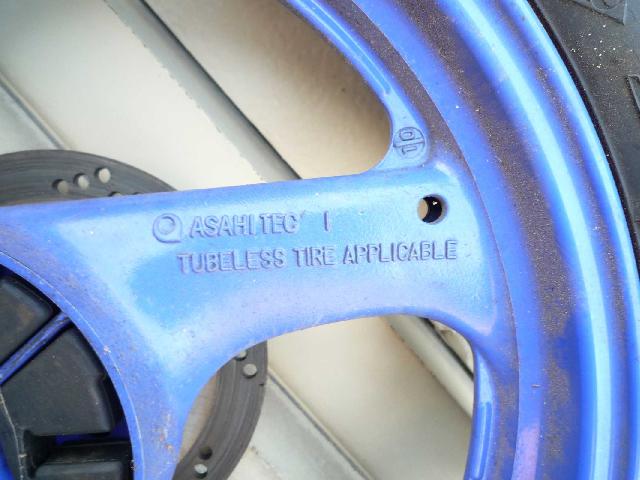 ASAHI TEC I
TUBELESS TIRE APPLICABLE